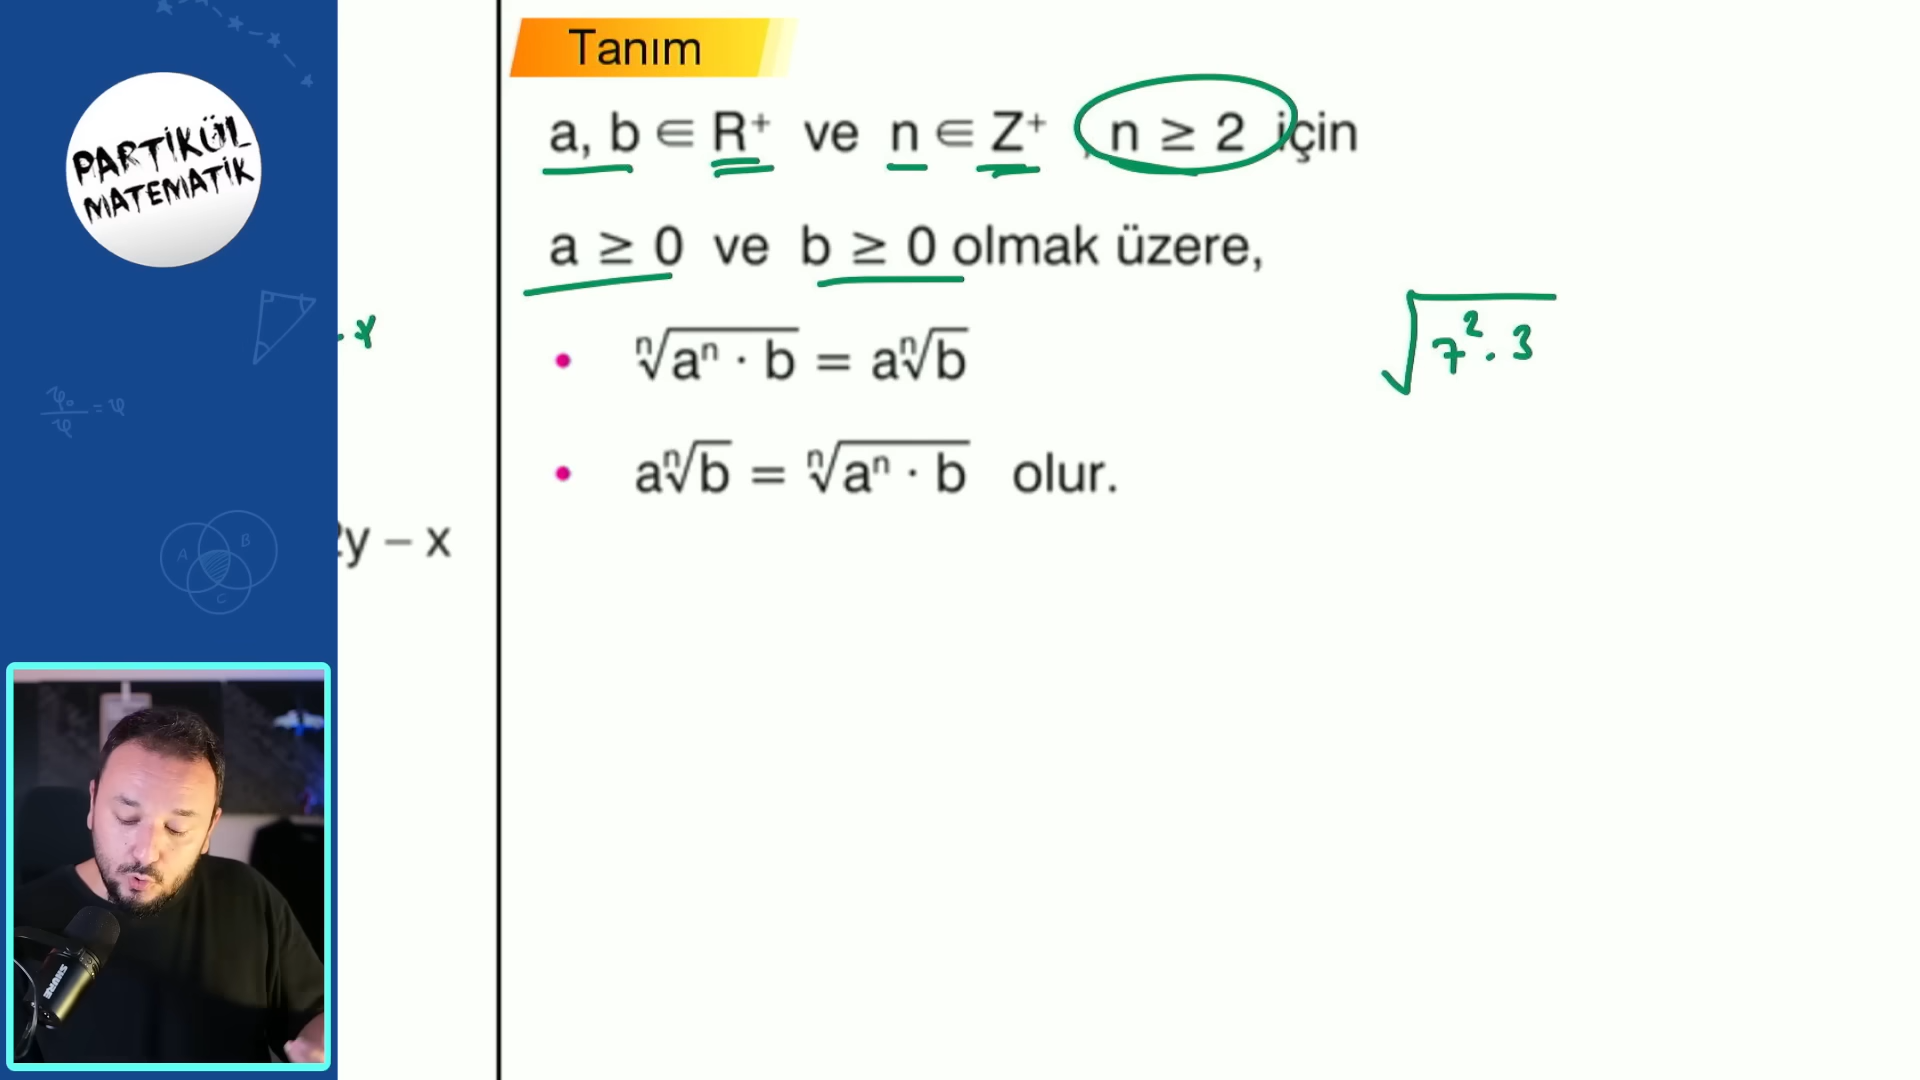 PARTİKÜL
MATEMATİK
Tanım
a, b ∈ R⁺ ve n ∈ Z⁺ , n ≥ 2 için
a ≥ 0 ve b ≥ 0 olmak üzere,
• ⁿ√(aⁿ · b) = aⁿ√b
• aⁿ√b = ⁿ√(aⁿ · b) olur.
√(7² . 3)
y – x
A B
C
SHURE